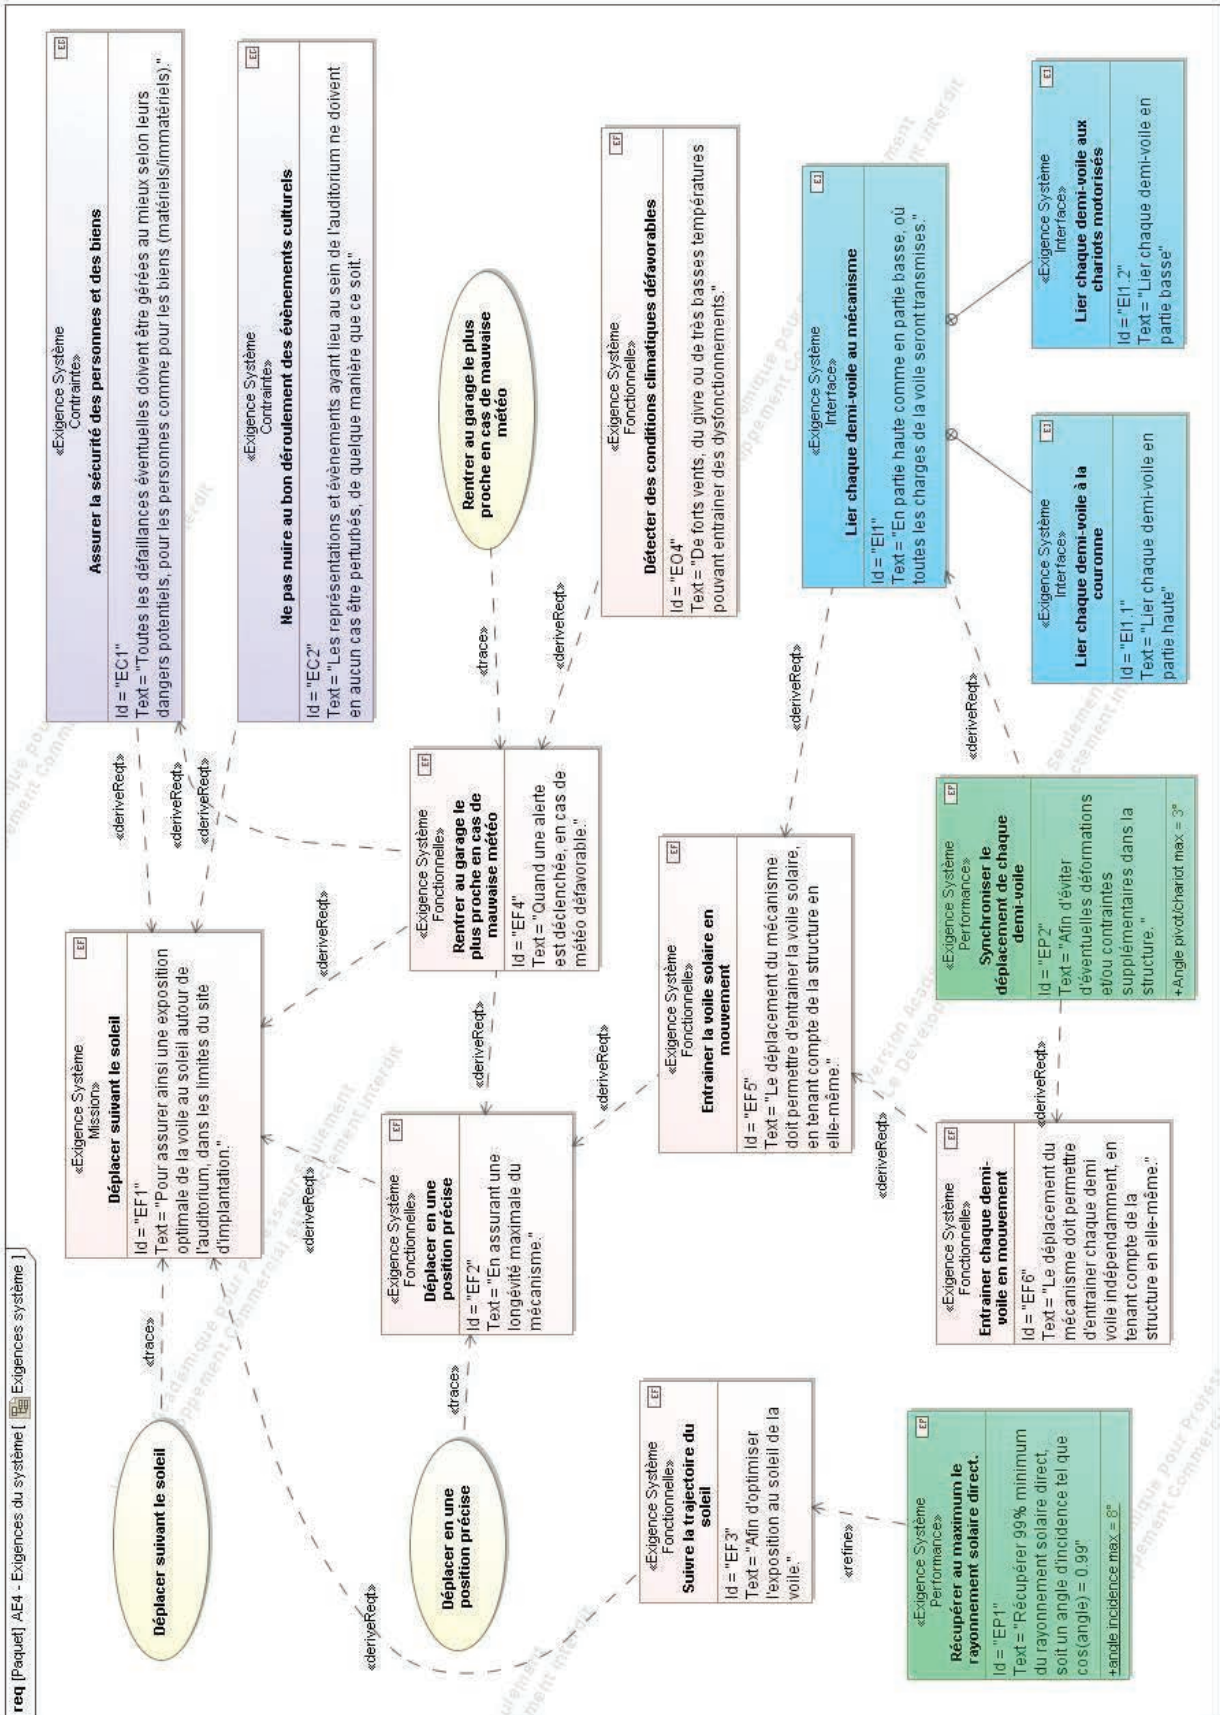 req [Paquet] AE4 - Exigences du système [ Exigences système ]
Déplacer suivant le soleil
«trace»
«Exigence Système
Mission»
Déplacer suivant le soleil
EF
Id = "EF1"
Text = "Pour assurer ainsi une exposition
optimale de la voile au soleil autour de
l'auditorium, dans les limites du site
d'implantation."
«deriveReqt»
«deriveReqt»
«deriveReqt»
«Exigence Système
Contrainte»
Assurer la sécurité des personnes et des biens
Id = "EC1"
Text = "Toutes les défaillances éventuelles doivent être gérées au mieux selon leurs
dangers potentiels, pour les personnes comme pour les biens (matériels/immatériels)."
«Exigence Système
Contrainte»
Ne pas nuire au bon déroulement des évènements culturels
Id = "EC2"
Text = "Les représentations et évènements ayant lieu au sein de l'auditorium ne doivent
en aucun cas être perturbés, de quelque manière que ce soit."
«deriveReqt»
«deriveReqt»
«deriveReqt»
Déplacer en une
position précise
«trace»
«Exigence Système
Fonctionnelle»
Déplacer en une
position précise
EF
Id = "EF2"
Text = "En assurant une
longévité maximale du
mécanisme."
«deriveReqt»
«Exigence Système
Fonctionnelle»
Rentrer au garage le
plus proche en cas de
mauvaise météo
EF
Id = "EF4"
Text = "Quand une alerte
est déclenchée, en cas de
météo défavorable."
«trace»
Rentrer au garage le plus
proche en cas de mauvaise
météo
«deriveReqt»
«Exigence Système
Fonctionnelle»
Détecter des conditions climatiques défavorables
EF
Id = "EO4"
Text = "De forts vents, du givre ou de très basses températures
pouvant entrainer des dysfonctionnements."
«deriveReqt»
«Exigence Système
Fonctionnelle»
Suivre la trajectoire du
soleil
EF
Id = "EF3"
Text = "Afin d'optimiser
l'exposition au soleil de la
voile."
«refine»
«Exigence Système
Fonctionnelle»
Entrainer la voile solaire en
mouvement
EF
Id = "EF5"
Text = "Le déplacement du mécanisme
doit permettre d'entrainer la voile solaire,
en tenant compte de la structure en
elle-même."
«deriveReqt»
«Exigence Système
Interface»
Lier chaque demi-voile au mécanisme
EI
Id = "EI1"
Text = "En partie haute comme en partie basse, où
toutes les charges de la voile seront transmises."
«deriveReqt»
«deriveReqt»
«Exigence Système
Performance»
Récupérer au maximum le
rayonnement solaire direct.
EP
Id = "EP1"
Text = "Récupérer 99% minimum
du rayonnement solaire direct,
soit un angle d'incidence tel que
cos(angle) = 0.99"
+angle incidence max = 8°
«Exigence Système
Fonctionnelle»
Entrainer chaque demi-
voile en mouvement
EF
Id = "EF6"
Text = "Le déplacement du
mécanisme doit permettre
d'entrainer chaque demi
voile indépendamment, en
tenant compte de la
structure en elle-même."
«deriveReqt»
«Exigence Système
Performance»
Synchroniser le
déplacement de chaque
demi-voile
EP
Id = "EP2"
Text = "Afin d'éviter
d'éventuelles déformations
et/ou contraintes
supplémentaires dans la
structure."
+Angle pivot/chariot max = 3°
«Exigence Système
Interface»
Lier chaque demi-voile à la
couronne
EI
Id = "EI1.1"
Text = "Lier chaque demi-voile en
partie haute"
«Exigence Système
Interface»
Lier chaque demi-voile aux
chariots motorisés
EI
Id = "EI1.2"
Text = "Lier chaque demi-voile en
partie basse"